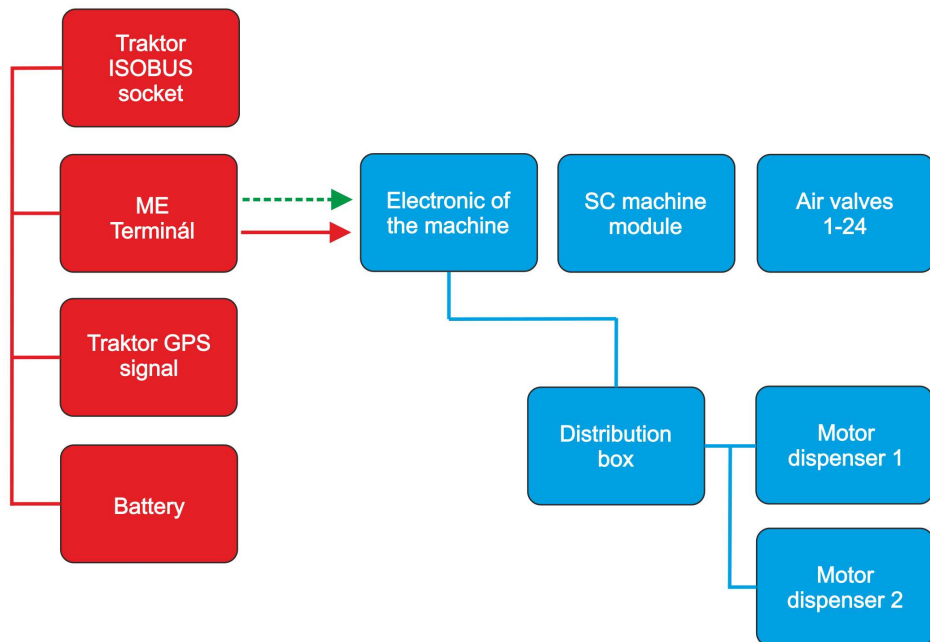 Traktor
ISOBUS
socket
ME
Terminál
Electronic of
the machine
SC machine
module
Air valves
1-24
Traktor GPS
signal
Distribution
box
Motor
dispenser 1
Battery
Motor
dispenser 2